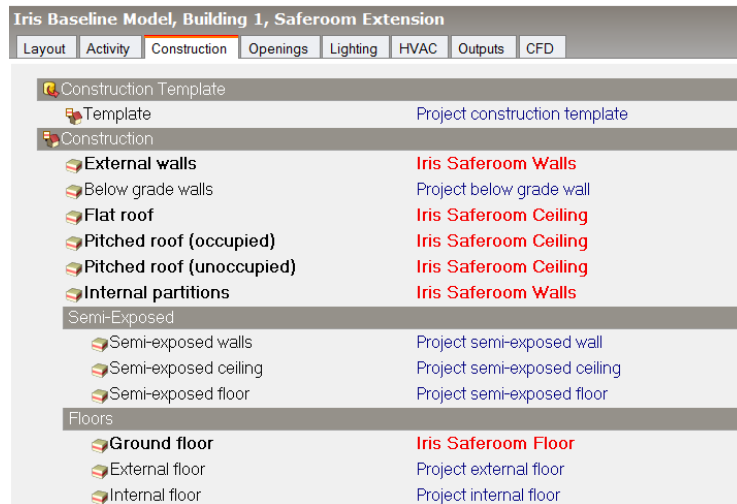 Iris Baseline Model, Building 1, Saferoom Extension
Layout Activity Construction Openings Lighting HVAC Outputs CFD
Construction Template
Template Project construction template
Construction
External walls Iris Saferoom Walls
Below grade walls Project below grade wall
Flat roof Iris Saferoom Ceiling
Pitched roof (occupied) Iris Saferoom Ceiling
Pitched roof (unoccupied) Iris Saferoom Ceiling
Internal partitions Iris Saferoom Walls
Semi-Exposed
Semi-exposed walls Project semi-exposed wall
Semi-exposed ceiling Project semi-exposed ceiling
Semi-exposed floor Project semi-exposed floor
Floors
Ground floor Iris Saferoom Floor
External floor Project external floor
Internal floor Project internal floor